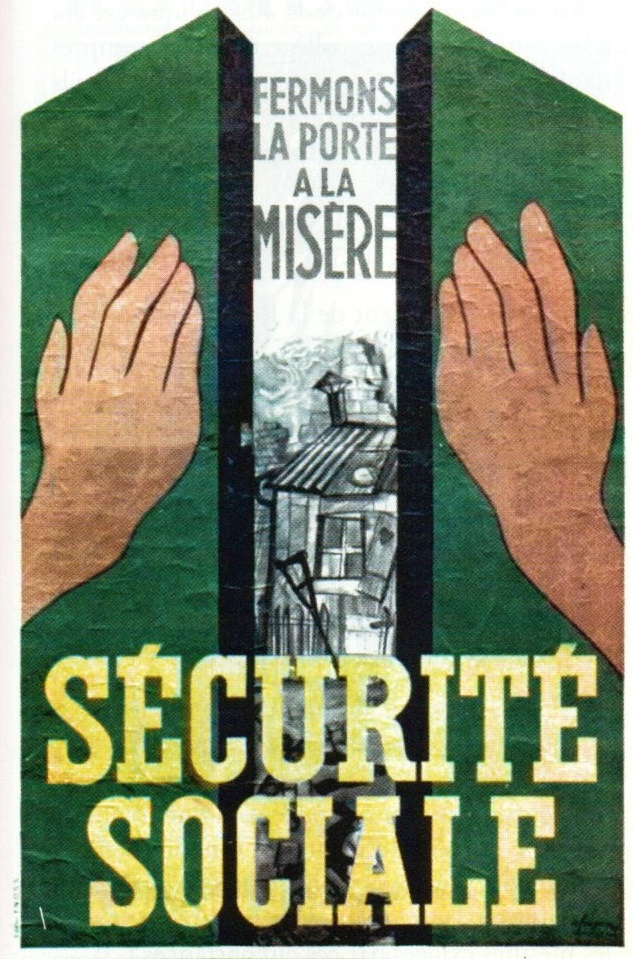 FERMONS
LA PORTE
A LA
MISÈRE
SÉCURITÉ
SOCIALE